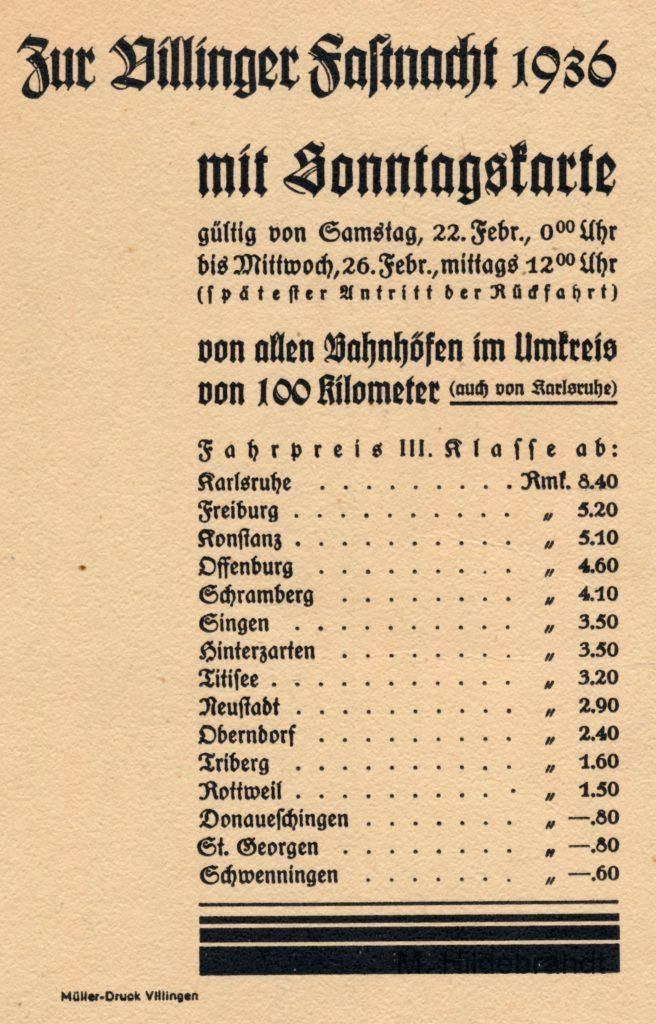 Zur Villinger Fastnacht 1936
mit Sonntagskarte
gültig von Samstag, 22. Febr., 0⁰⁰ Uhr
bis Mittwoch, 26. Febr., mittags 12⁰⁰ Uhr
(spätester Antritt der Rückfahrt)
von allen Bahnhöfen im Umkreis
von 100 Kilometer (auch von Karlsruhe)
Fahrpreis III. Klasse ab:
Karlsruhe . . . . . . . . . Rmk. 8.40
Freiburg . . . . . . . . . . „ 5.20
Konstanz . . . . . . . . . . „ 5.10
Offenburg . . . . . . . . . „ 4.60
Schramberg . . . . . . . . „ 4.10
Singen . . . . . . . . . . „ 3.50
Hinterzarten . . . . . . . . „ 3.50
Titisee . . . . . . . . . . . „ 3.20
Neustadt . . . . . . . . . . „ 2.90
Oberndorf . . . . . . . . . „ 2.40
Triberg . . . . . . . . . . „ 1.60
Rottweil . . . . . . . . . . „ 1.50
Donaueschingen . . . . . . . „ —.80
St. Georgen . . . . . . . . „ —.80
Schwenningen . . . . . . . „ —.60
M. Hildebrandt
Müller-Druck Villingen